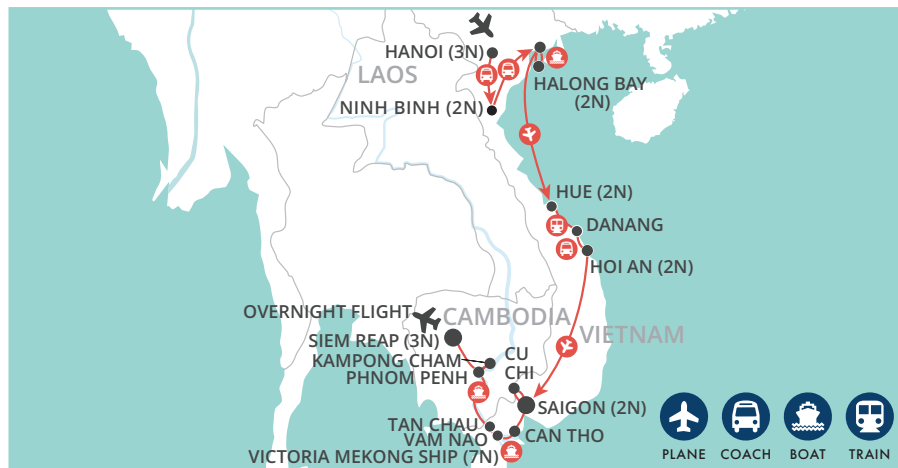 HANOI (3N)
LAOS
HALONG BAY
(2N)
NINH BINH (2N)
HUE (2N)
DANANG
HOI AN (2N)
OVERNIGHT FLIGHT
CAMBODIA
VIETNAM
SIEM REAP (3N)
KAMPONG CHAM
PHNOM PENH
CU
CHI
SAIGON (2N)
TAN CHAU
VAM NAO
CAN THO
VICTORIA MEKONG SHIP (7N)
PLANE
COACH
BOAT
TRAIN